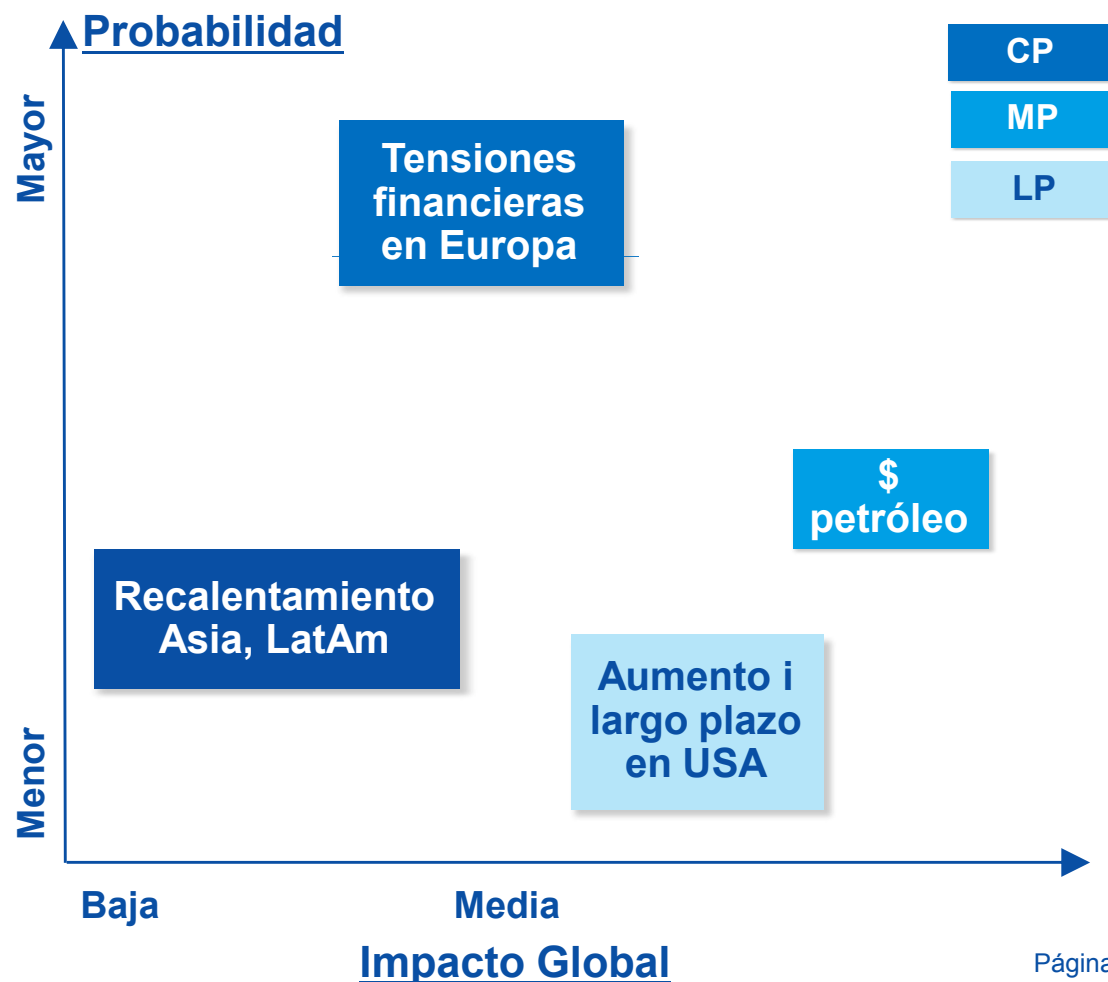 Probabilidad
CP
MP
LP
Mayor
Tensiones
financieras
en Europa
$
petróleo
Recalentamiento
Asia, LatAm
Aumento i
largo plazo
en USA
Menor
Baja
Media
Impacto Global
Página